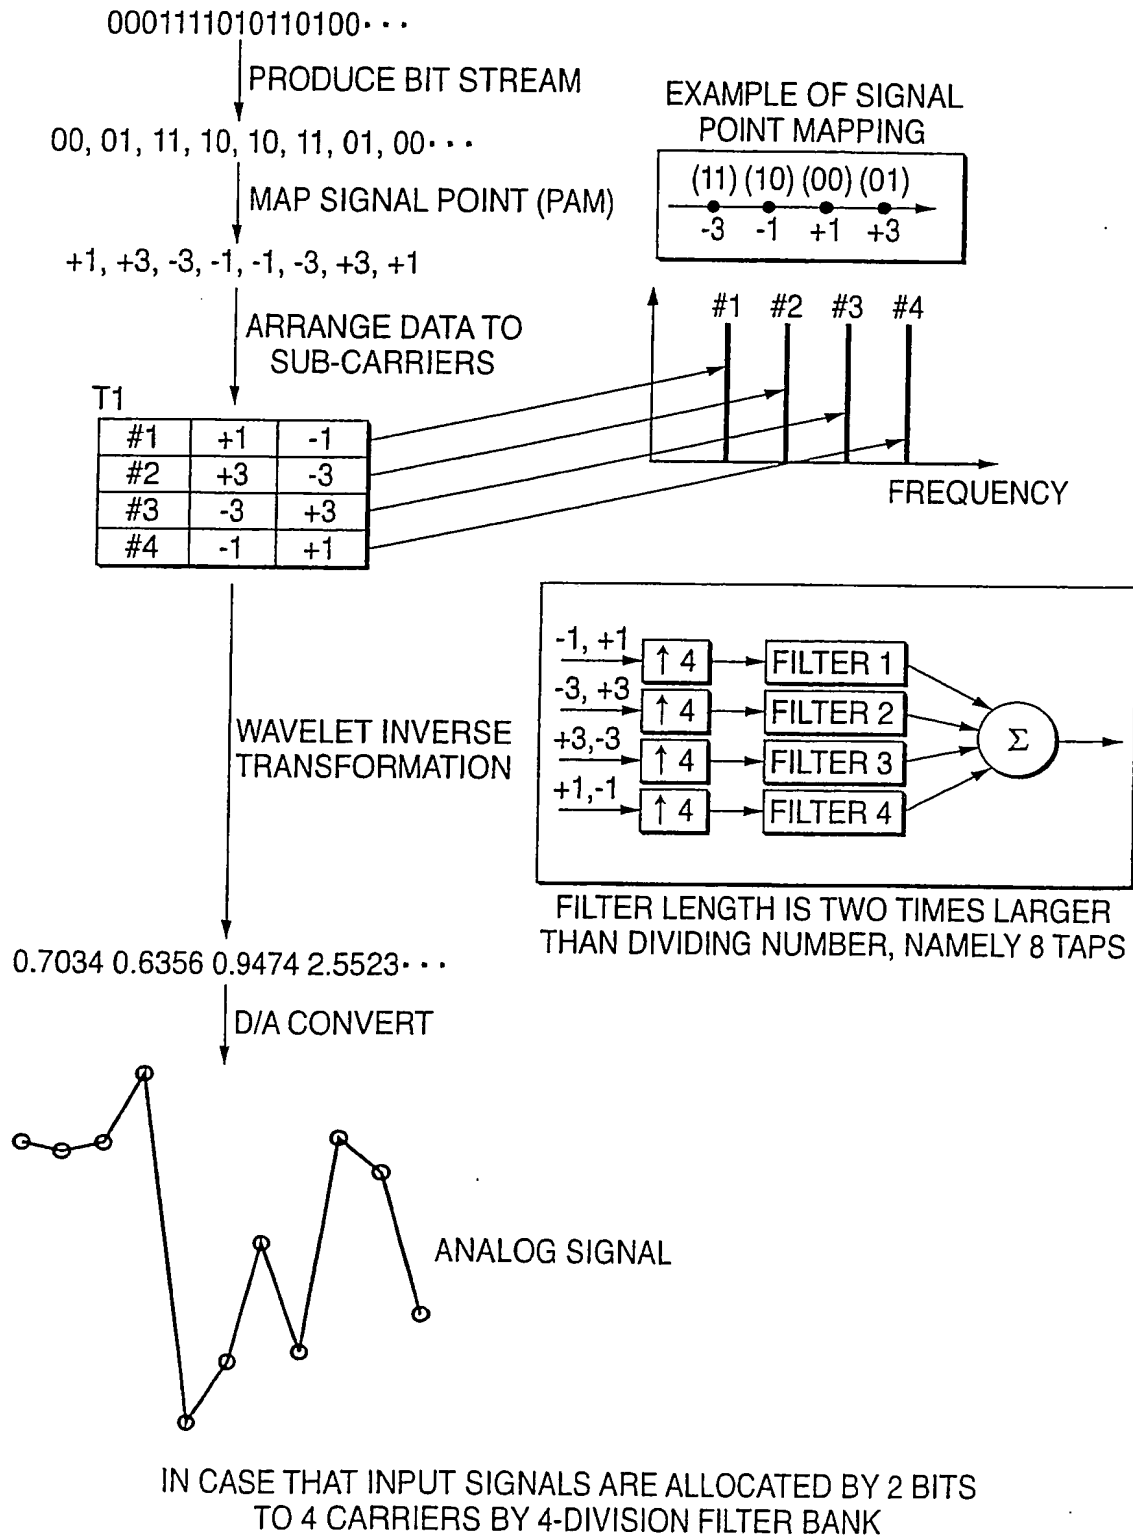 0001111010110100· · ·
PRODUCE BIT STREAM
00, 01, 11, 10, 10, 11, 01, 00· · ·
MAP SIGNAL POINT (PAM)
+1, +3, -3, -1, -1, -3, +3, +1
EXAMPLE OF SIGNAL
POINT MAPPING
(11) (10) (00) (01)
-3 -1 +1 +3
ARRANGE DATA TO
SUB-CARRIERS
#1 #2 #3 #4
FREQUENCY
T1
#1 +1 -1
#2 +3 -3
#3 -3 +3
#4 -1 +1
WAVELET INVERSE
TRANSFORMATION
-1, +1 ↑ 4 FILTER 1
-3, +3 ↑ 4 FILTER 2
+3,-3 ↑ 4 FILTER 3
+1,-1 ↑ 4 FILTER 4
Σ
FILTER LENGTH IS TWO TIMES LARGER
THAN DIVIDING NUMBER, NAMELY 8 TAPS
0.7034 0.6356 0.9474 2.5523· · ·
D/A CONVERT
ANALOG SIGNAL
IN CASE THAT INPUT SIGNALS ARE ALLOCATED BY 2 BITS
TO 4 CARRIERS BY 4-DIVISION FILTER BANK